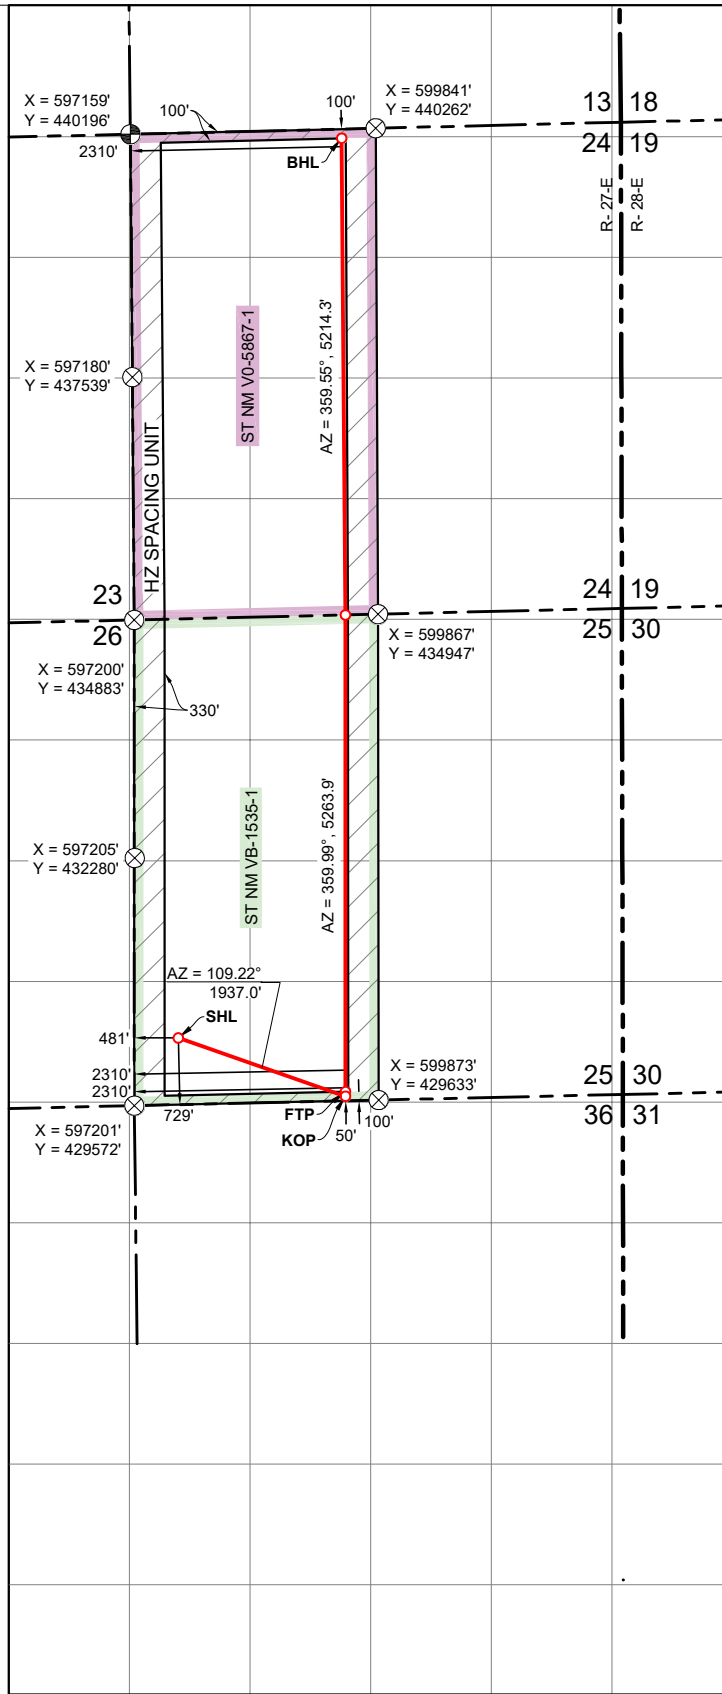 X = 597159'
Y = 440196'
100'
100'
X = 599841'
Y = 440262'
13 18
24 19
2310'
BHL
R- 27-E
R- 28-E
ST NM V0-5867-1
AZ = 359.55°, 5214.3'
X = 597180'
Y = 437539'
HZ SPACING UNIT
23
26
24 19
25 30
X = 597200'
Y = 434883'
X = 599867'
Y = 434947'
330'
ST NM VB-1535-1
AZ = 359.99°, 5263.9'
X = 597205'
Y = 432280'
AZ = 109.22°
1937.0'
SHL
481'
2310'
2310'
X = 599873'
Y = 429633'
25 30
36 31
729'
FTP
KOP
50'
100'
X = 597201'
Y = 429572'